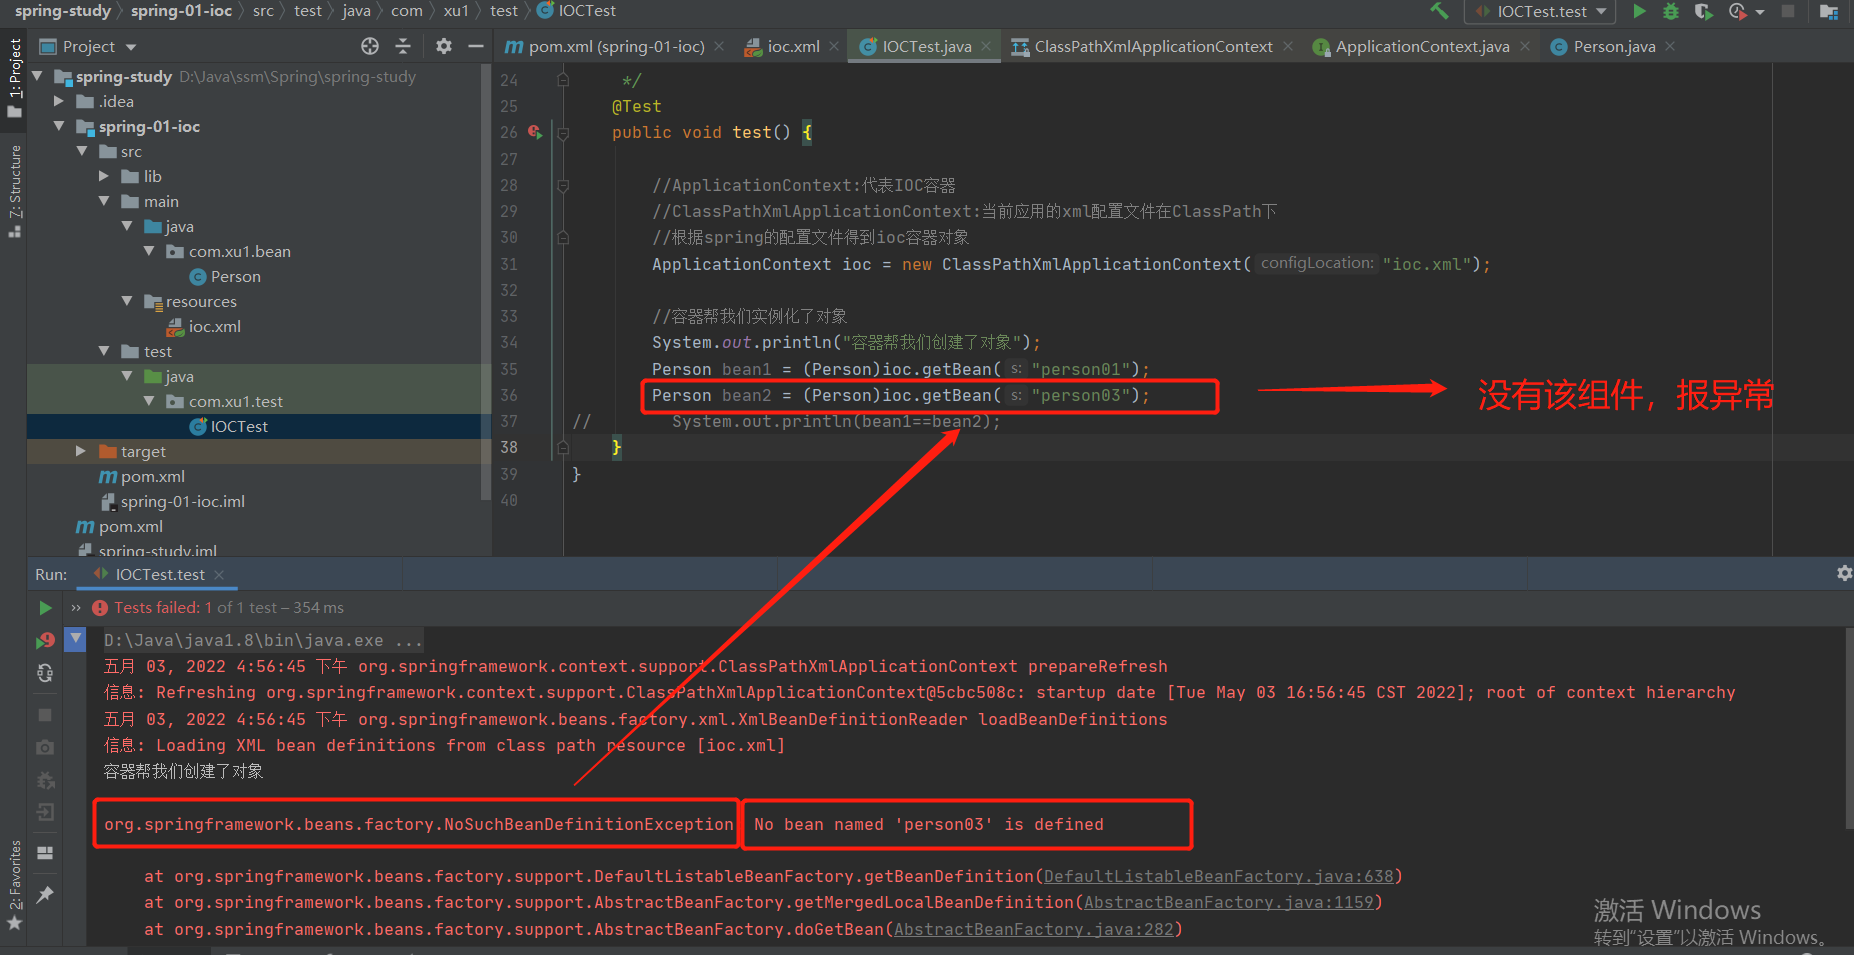 spring-study spring-01-ioc src test java com xu1 test IOCTest
IOCTest.test
Project
pom.xml (spring-01-ioc)
ioc.xml
IOCTest.java
ClassPathXmlApplicationContext
ApplicationContext.java
Person.java
1: Project
7: Structure
2: Favorites
spring-study D:\Java\ssm\Spring\spring-study
.idea
spring-01-ioc
src
lib
main
java
com.xu1.bean
Person
resources
ioc.xml
test
java
com.xu1.test
IOCTest
target
pom.xml
spring-01-ioc.iml
pom.xml
spring-study.iml
24 */
25 @Test
26 public void test() {
27
28 //ApplicationContext:代表IOC容器
29 //ClassPathXmlApplicationContext:当前应用的xml配置文件在ClassPath下
30 //根据spring的配置文件得到ioc容器对象
31 ApplicationContext ioc = new ClassPathXmlApplicationContext( configLocation: "ioc.xml");
32
33 //容器帮我们实例化了对象
34 System.out.println("容器帮我们创建了对象");
35 Person bean1 = (Person)ioc.getBean( s: "person01");
36 Person bean2 = (Person)ioc.getBean( s: "person03");
没有该组件，报异常
37 // System.out.println(bean1==bean2);
38 }
39 }
40
Run: IOCTest.test
Tests failed: 1 of 1 test – 354 ms
D:\Java\java1.8\bin\java.exe ...
五月 03, 2022 4:56:45 下午 org.springframework.context.support.ClassPathXmlApplicationContext prepareRefresh
信息: Refreshing org.springframework.context.support.ClassPathXmlApplicationContext@5cbc508c: startup date [Tue May 03 16:56:45 CST 2022]; root of context hierarchy
五月 03, 2022 4:56:45 下午 org.springframework.beans.factory.xml.XmlBeanDefinitionReader loadBeanDefinitions
信息: Loading XML bean definitions from class path resource [ioc.xml]
容器帮我们创建了对象
org.springframework.beans.factory.NoSuchBeanDefinitionException No bean named 'person03' is defined
at org.springframework.beans.factory.support.DefaultListableBeanFactory.getBeanDefinition(DefaultListableBeanFactory.java:638)
at org.springframework.beans.factory.support.AbstractBeanFactory.getMergedLocalBeanDefinition(AbstractBeanFactory.java:1159)
at org.springframework.beans.factory.support.AbstractBeanFactory.doGetBean(AbstractBeanFactory.java:282)
激活 Windows
转到“设置”以激活 Windows。